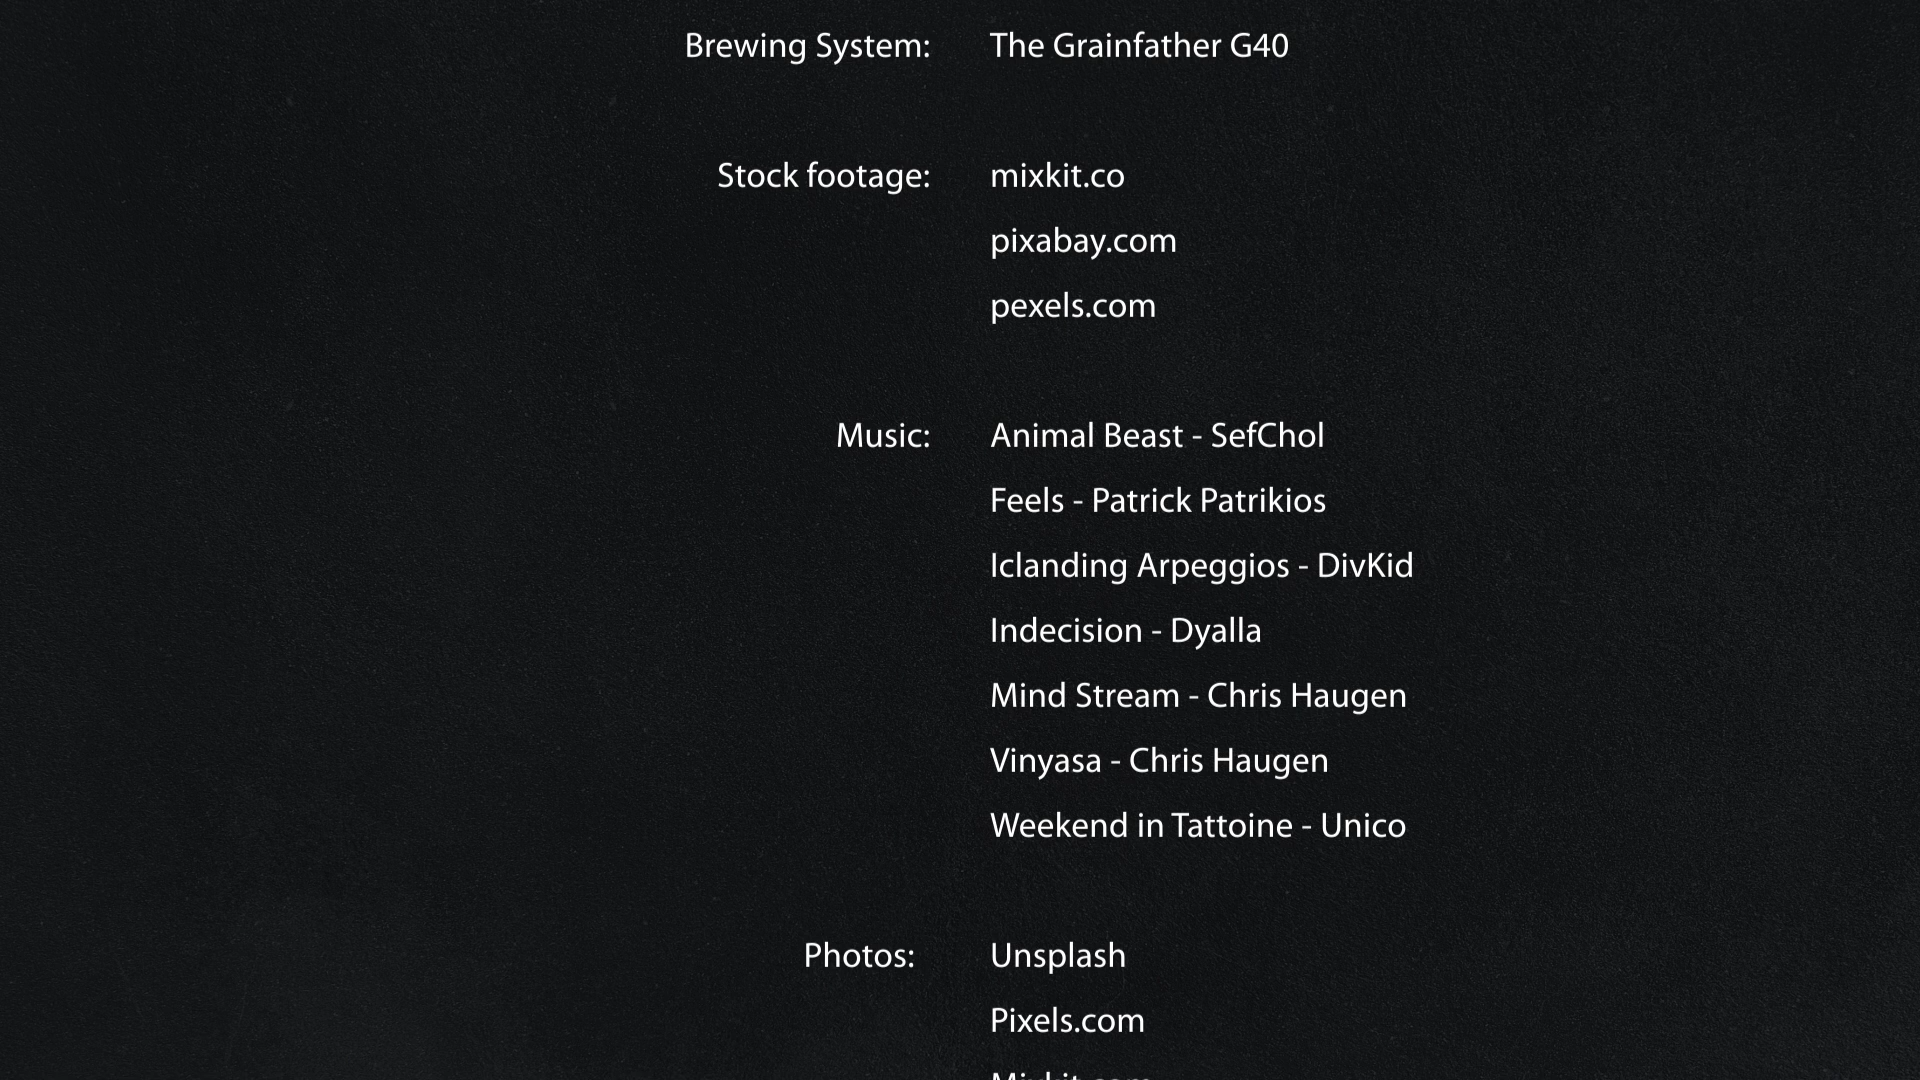 Brewing System: The Grainfather G40
Stock footage: mixkit.co
pixabay.com
pexels.com
Music: Animal Beast - SefChol
Feels - Patrick Patrikios
Iclanding Arpeggios - DivKid
Indecision - Dyalla
Mind Stream - Chris Haugen
Vinyasa - Chris Haugen
Weekend in Tattoine - Unico
Photos: Unsplash
Pixels.com